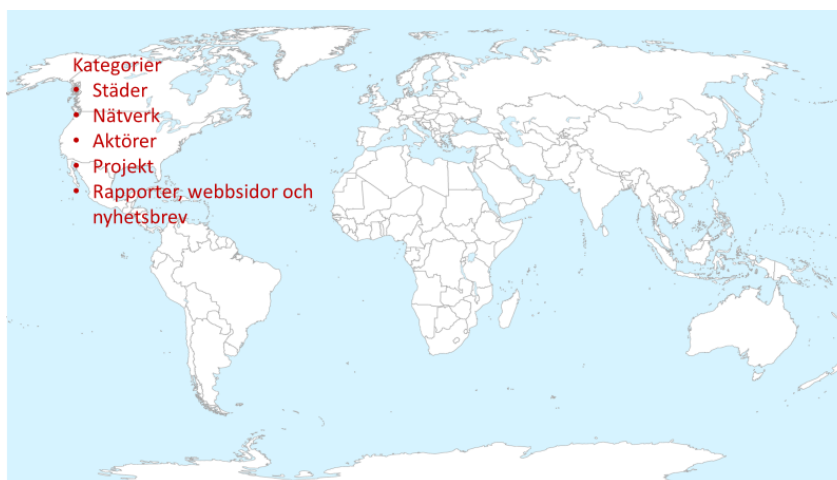 Kategorier
• Städer
• Nätverk
• Aktörer
• Projekt
• Rapporter, webbsidor och
nyhetsbrev